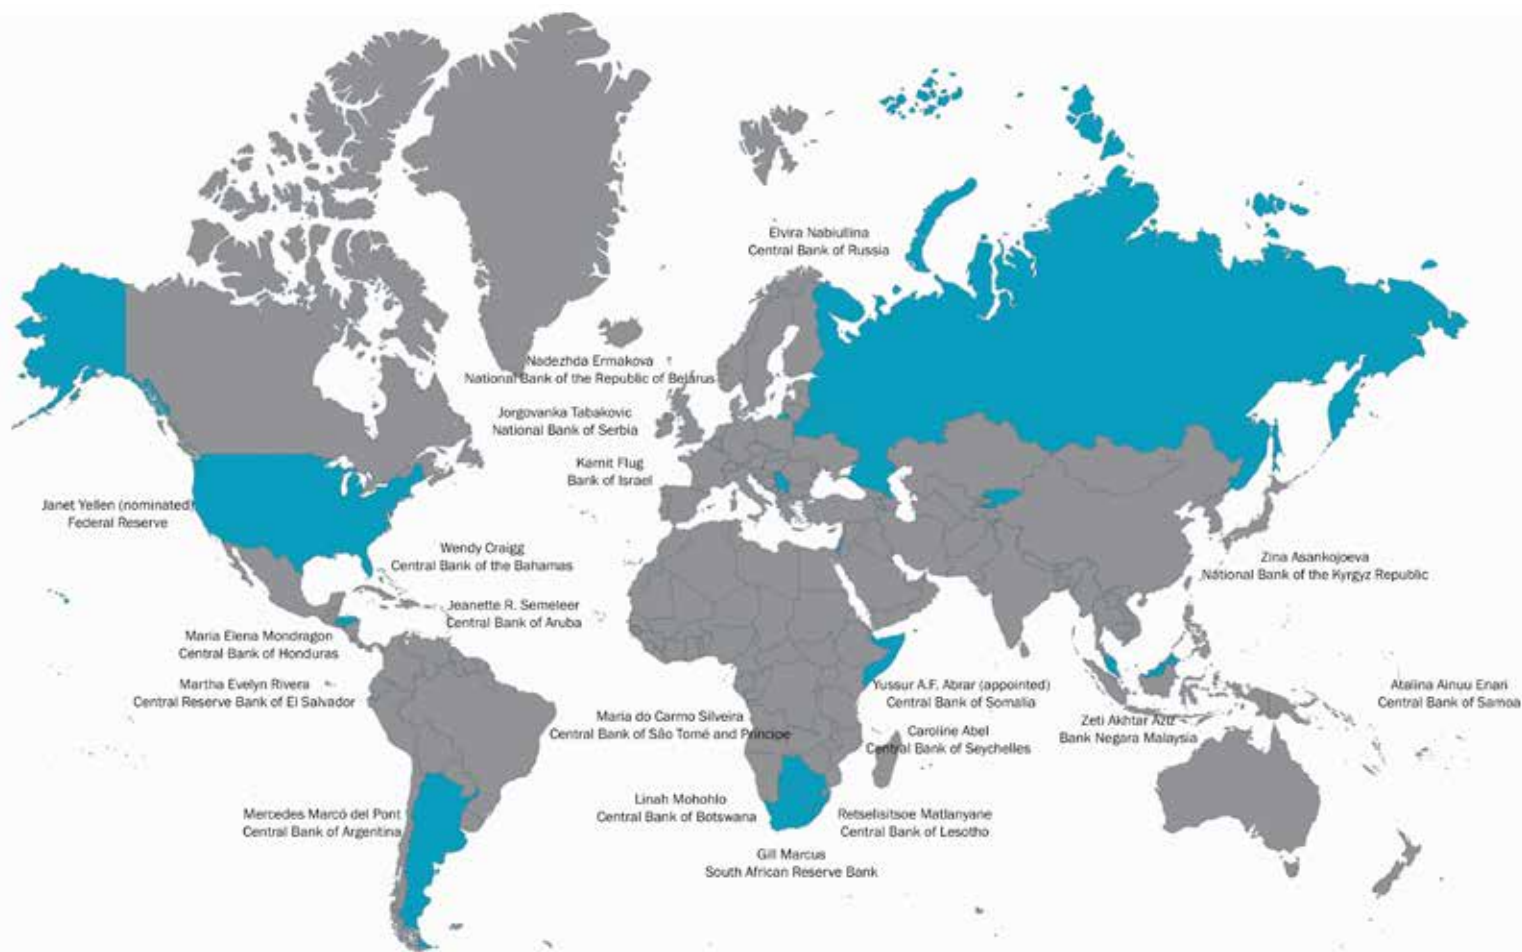 Elvira Nabiullina
Central Bank of Russia
Nadezhda Ermakova
National Bank of the Republic of Belarus
Jorgovanka Tabakovic
National Bank of Serbia
Karnit Flug
Bank of Israel
Janet Yellen (nominated)
Federal Reserve
Wendy Craigg
Central Bank of the Bahamas
Zina Asankojoeva
National Bank of the Kyrgyz Republic
Jeanette R. Semeleer
Central Bank of Aruba
Maria Elena Mondragon
Central Bank of Honduras
Martha Evelyn Rivera
Central Reserve Bank of El Salvador
Yussur A.F. Abrar (appointed)
Central Bank of Somalia
Atalina Ainuu Enari
Central Bank of Samoa
Maria do Carmo Silveira
Central Bank of São Tomé and Principe
Caroline Abel
Central Bank of Seychelles
Zeti Akhtar Aziz
Bank Negara Malaysia
Linah Mohohlo
Central Bank of Botswana
Mercedes Marcó del Pont
Central Bank of Argentina
Retselisitsoe Matlanyane
Central Bank of Lesotho
Gill Marcus
South African Reserve Bank